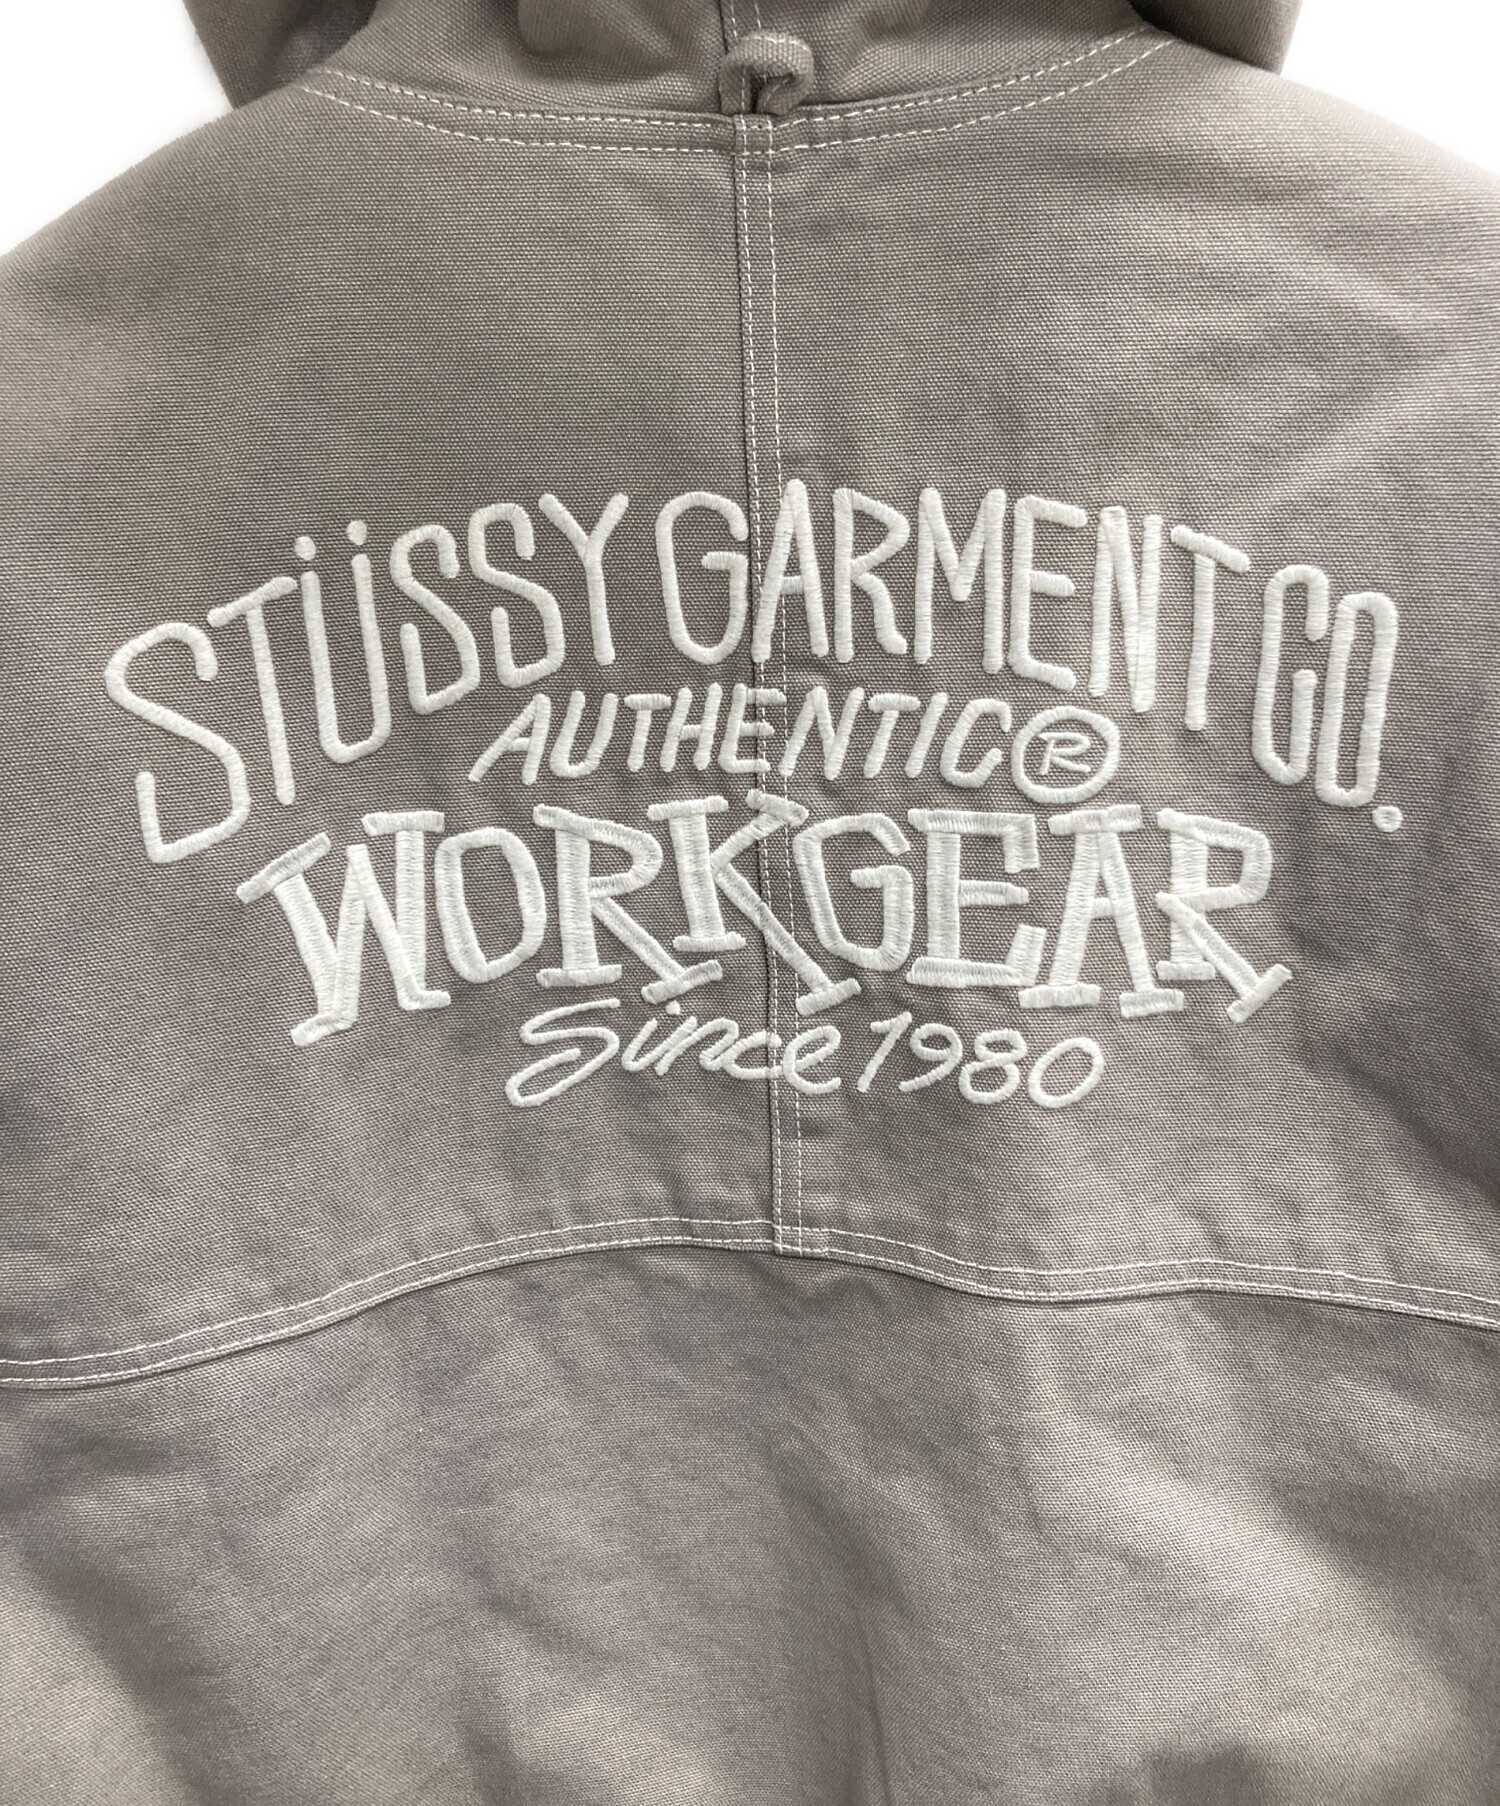 STÜSSY GARMENT CO.
AUTHENTIC®
WORKGEAR
Since 1980